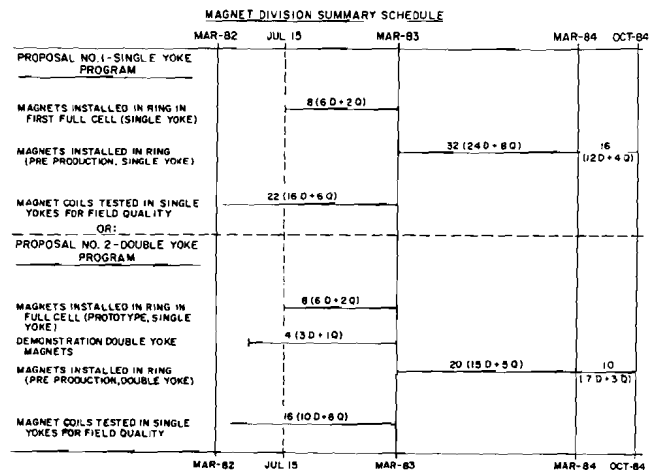 MAGNET DIVISION SUMMARY SCHEDULE
MAR-82 JUL 15 MAR-83 MAR-84 OCT-84
PROPOSAL NO. 1-SINGLE YOKE
PROGRAM
MAGNETS INSTALLED IN RING IN
FIRST FULL CELL (SINGLE YOKE)
8 (6 D + 2 Q)
MAGNETS INSTALLED IN RING
(PRE PRODUCTION, SINGLE YOKE)
32 (24 D + 8 Q)
16
(12 D + 4 Q)
MAGNET COILS TESTED IN SINGLE
YOKES FOR FIELD QUALITY
22 (16 D + 6 Q)
OR:
PROPOSAL NO. 2-DOUBLE YOKE
PROGRAM
MAGNETS INSTALLED IN RING IN
FULL CELL (PROTOTYPE, SINGLE
YOKE)
8 (6 D + 2 Q)
DEMONSTRATION DOUBLE YOKE
MAGNETS
4 (3 D + 1 Q)
MAGNETS INSTALLED IN RING
(PRE PRODUCTION, DOUBLE YOKE)
20 (15 D + 5 Q)
10
(7 D + 3 Q)
MAGNET COILS TESTED IN SINGLE
YOKES FOR FIELD QUALITY
16 (10 D + 6 Q)
MAR-82 JUL 15 MAR-83 MAR-84 OCT-84